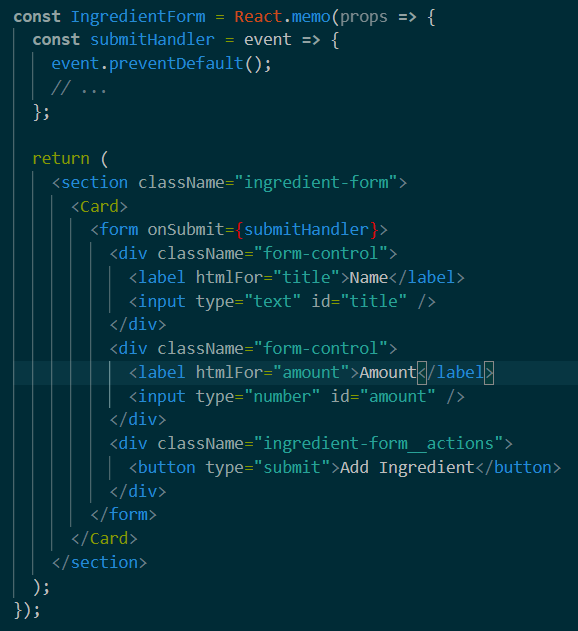 const IngredientForm = React.memo(props => {
  const submitHandler = event => {
    event.preventDefault();
    // ...
  };

  return (
    <section className="ingredient-form">
      <Card>
        <form onSubmit={submitHandler}>
          <div className="form-control">
            <label htmlFor="title">Name</label>
            <input type="text" id="title" />
          </div>
          <div className="form-control">
            <label htmlFor="amount">Amount</label>
            <input type="number" id="amount" />
          </div>
          <div className="ingredient-form__actions">
            <button type="submit">Add Ingredient</button>
          </div>
        </form>
      </Card>
    </section>
  );
});